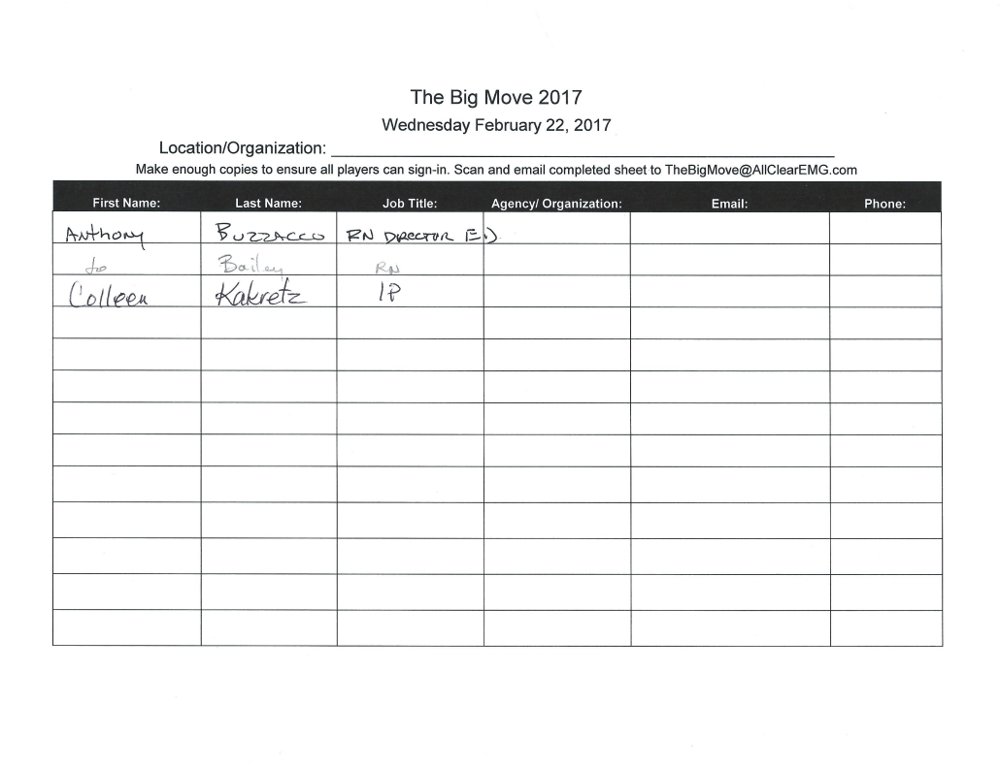 The Big Move 2017
Wednesday February 22, 2017
Location/Organization:
Make enough copies to ensure all players can sign-in. Scan and email completed sheet to TheBigMove@AllClearEMG.com
First Name: Last Name: Job Title: Agency/ Organization: Email: Phone:
Anthony Buzzacco RN DIRECTOR ED
Bailey RN
Colleen Kakretz IP